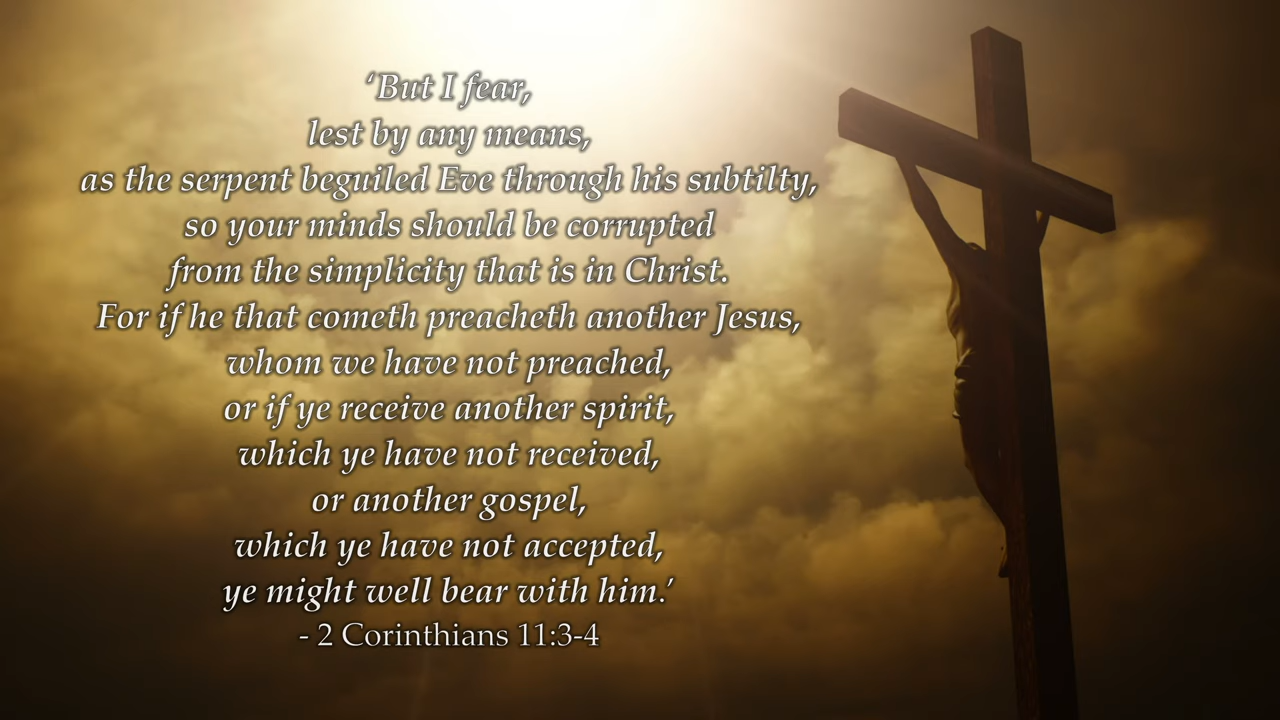 ‘But I fear,
lest by any means,
as the serpent beguiled Eve through his subtilty,
so your minds should be corrupted
from the simplicity that is in Christ.
For if he that cometh preacheth another Jesus,
whom we have not preached,
or if ye receive another spirit,
which ye have not received,
or another gospel,
which ye have not accepted,
ye might well bear with him.’
- 2 Corinthians 11:3-4